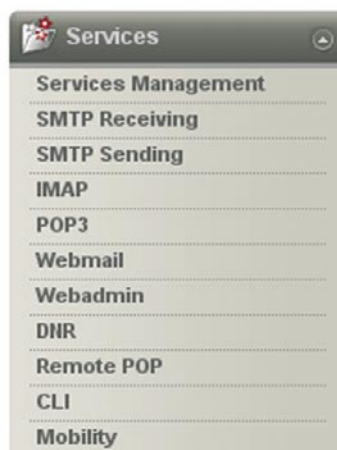 Services
Services Management
SMTP Receiving
SMTP Sending
IMAP
POP3
Webmail
Webadmin
DNR
Remote POP
CLI
Mobility